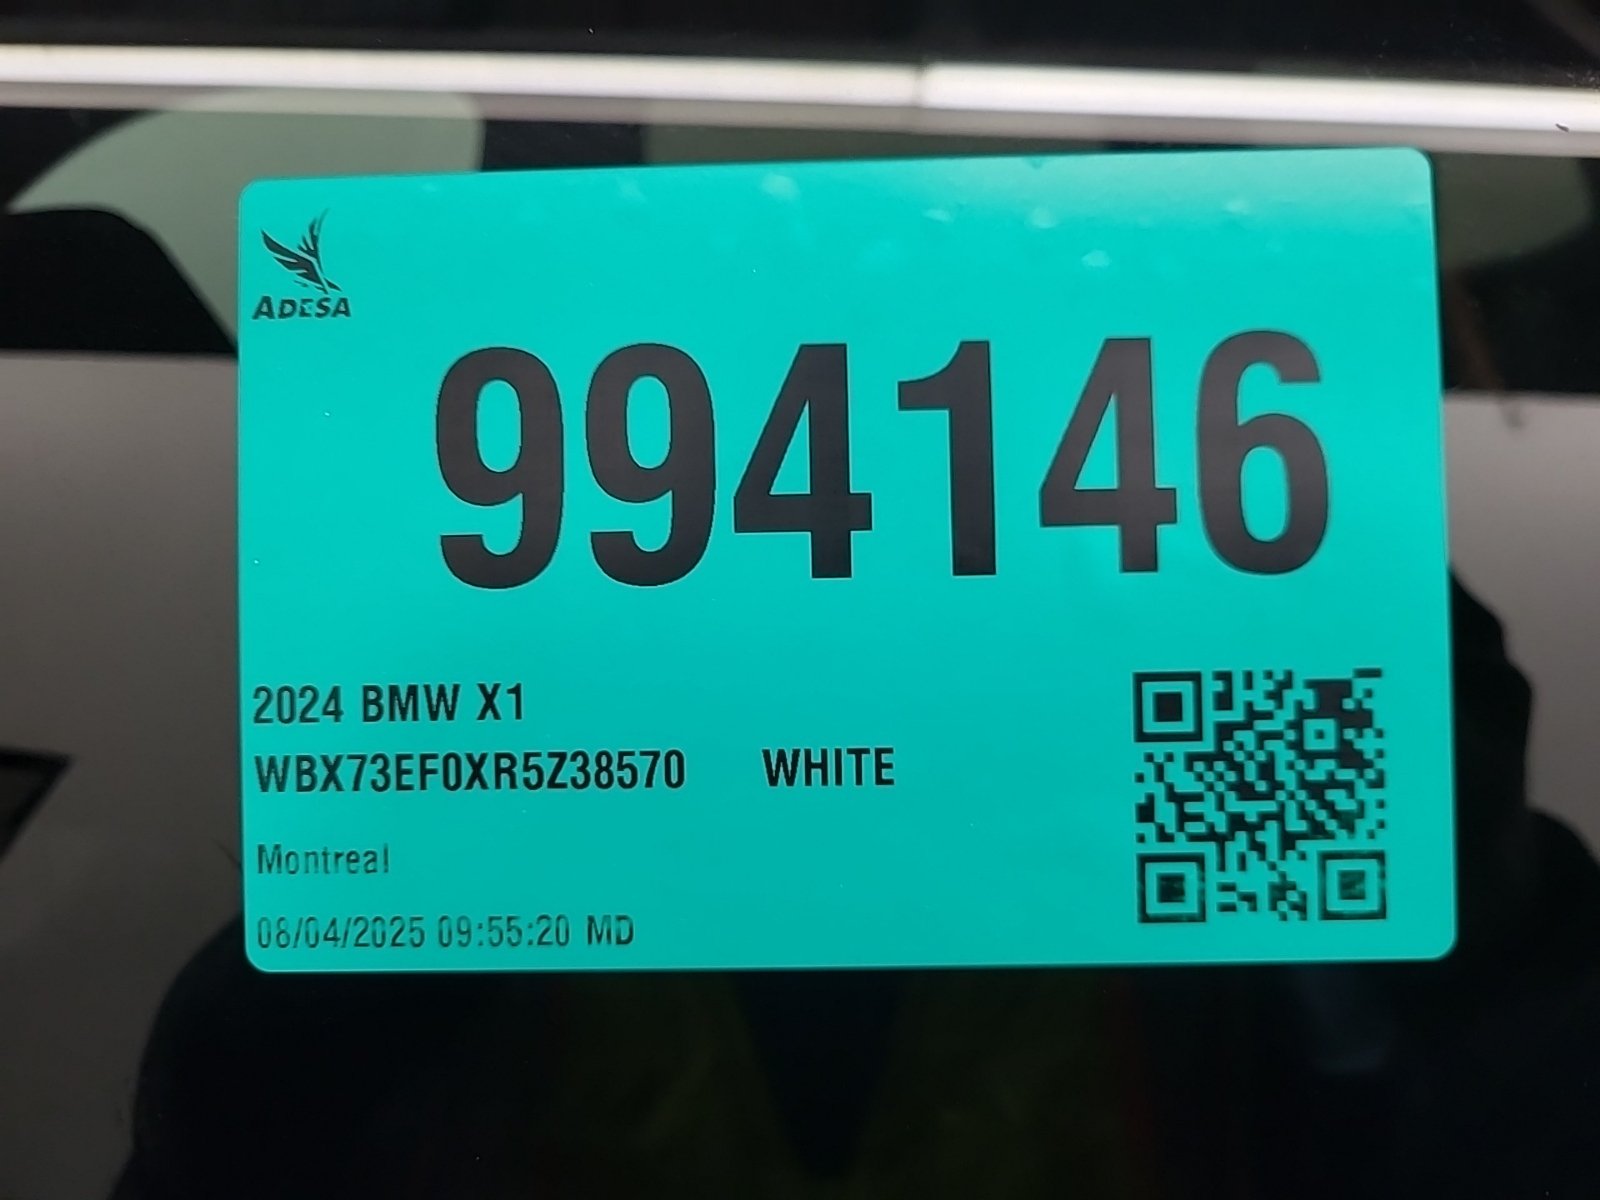 ADESA
994146
2024 BMW X1
WBX73EF0XR5Z38570 WHITE
Montreal
08/04/2025 09:55:20 MD